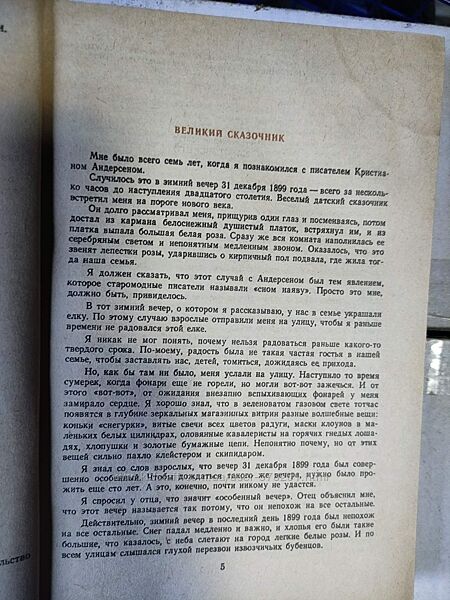 и.
ВЕЛИКИЙ СКАЗОЧНИК
Мне было всего семь лет, когда я познакомился с писателем Кристиа-
ном Андерсеном.
Случилось это в зимний вечер 31 декабря 1899 года — всего за несколь-
ко часов до наступления двадцатого столетия. Веселый датский сказочник
встретил меня на пороге нового века.
Он долго рассматривал меня, прищурив один глаз и посмеиваясь, потом
достал из кармана белоснежный душистый платок, встряхнул им, и из
платка выпала большая белая роза. Сразу же вся комната наполнилась ее
серебряным светом и непонятным медленным звоном. Оказалось, что это
звенят лепестки розы, ударившись о кирпичный пол подвала, где жила тог-
да наша семья.
Я должен сказать, что этот случай с Андерсеном был тем явлением,
которое старомодные писатели называли «сном наяву». Просто это мне,
должно быть, привиделось.
В тот зимний вечер, о котором я рассказываю, у нас в семье украшали
елку. По этому случаю взрослые отправили меня на улицу, чтобы я раньше
времени не радовался этой елке.
Я никак не мог понять, почему нельзя радоваться раньше какого-то
твердого срока. По-моему, радость была не такая частая гостья в нашей
семье, чтобы заставлять нас, детей, томиться, дожидаясь ее прихода.
Но, как бы там ни было, меня услали на улицу. Наступило то время
сумерек, когда фонари еще не горели, но могли вот-вот зажечься. И от
этого «вот-вот», от ожидания внезапно вспыхивающих фонарей у меня
замирало сердце. Я хорошо знал, что в зеленоватом газовом свете тотчас
появятся в глубине зеркальных магазинных витрин разные волшебные вещи:
коньки «снегурки», витые свечи всех цветов радуги, маски клоунов в ма-
леньких белых цилиндрах, оловянные кавалеристы на горячих гнедых лоша-
дях, хлопушки и золотые бумажные цепи. Непонятно почему, но от этих
вещей сильно пахло клейстером и скипидаром.
Я знал со слов взрослых, что вечер 31 декабря 1899 года был совер-
шенно особенный. Чтобы дождаться такого же вечера, нужно было про-
жить еще сто лет. А это, конечно, почти никому не удастся.
Я спросил у отца, что значит «особенный вечер». Отец объяснил мне,
что этот вечер называется так потому, что он непохож на все остальные.
Действительно, зимний вечер в последний день 1899 года был непохож
на все остальные. Снег падал медленно и важно, и хлопья его были такие
большие, что казалось, с неба слетают на город легкие белые розы. И по
всем улицам слышался глухой перезвон извозчичьих бубенцов.
льство
5